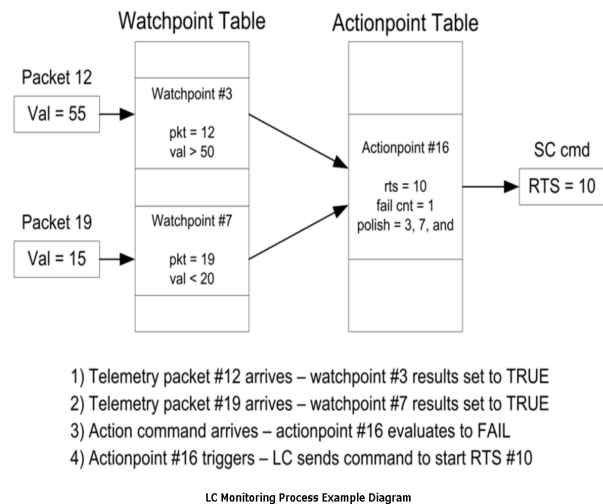 Watchpoint Table
Actionpoint Table
Packet 12
Val = 55
Watchpoint #3
pkt = 12
val > 50
Packet 19
Val = 15
Watchpoint #7
pkt = 19
val < 20
Actionpoint #16
rts = 10
fail cnt = 1
polish = 3, 7, and
SC cmd
RTS = 10
1) Telemetry packet #12 arrives – watchpoint #3 results set to TRUE
2) Telemetry packet #19 arrives – watchpoint #7 results set to TRUE
3) Action command arrives – actionpoint #16 evaluates to FAIL
4) Actionpoint #16 triggers – LC sends command to start RTS #10
LC Monitoring Process Example Diagram